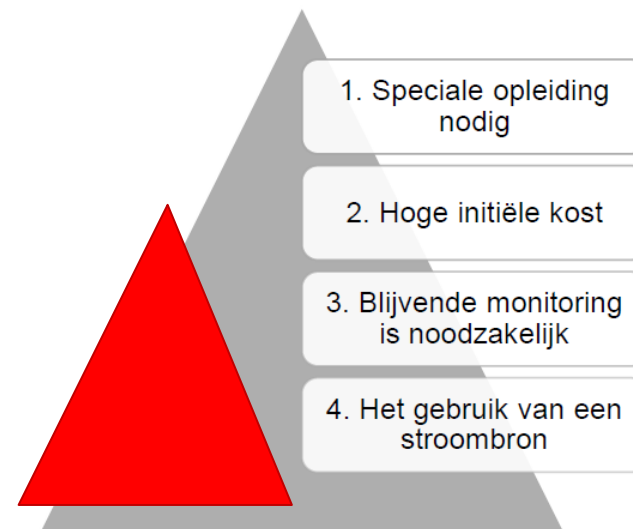 1. Speciale opleiding
nodig
2. Hoge initiële kost
3. Blijvende monitoring
is noodzakelijk
4. Het gebruik van een
stroombron